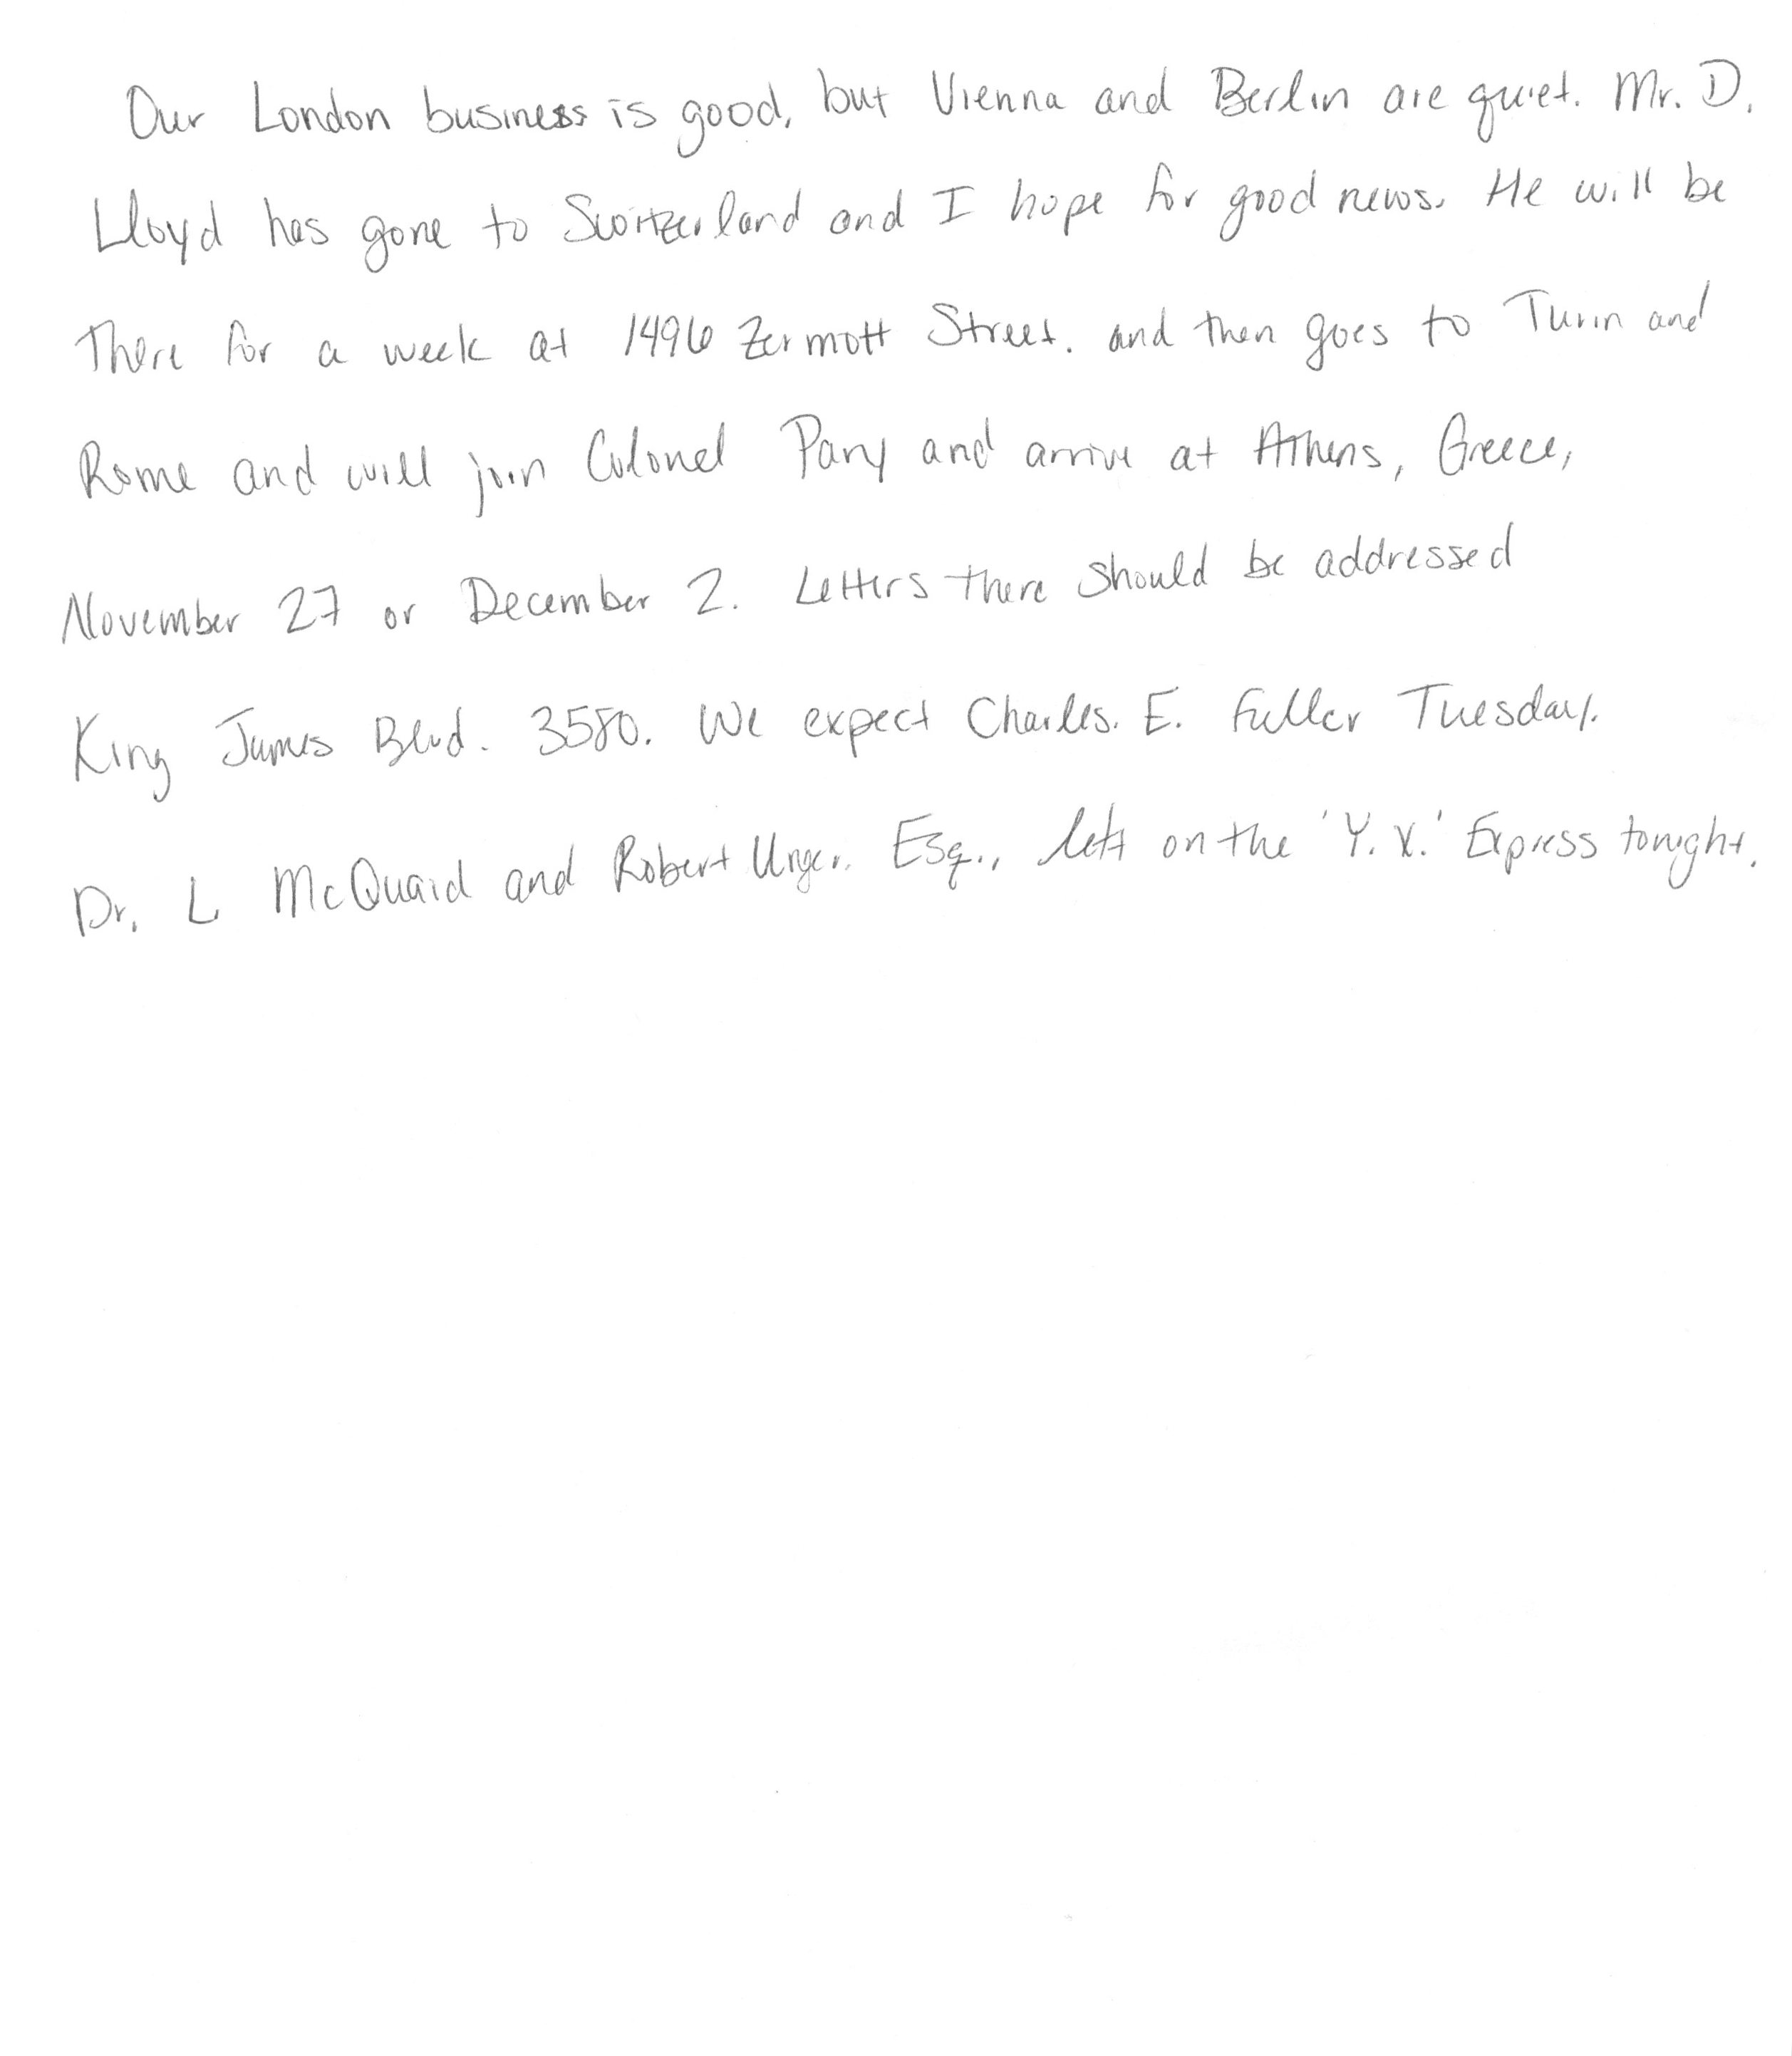 Our London business is good, but Vienna and Berlin are quiet. Mr. D.
Lloyd has gone to Switzerland and I hope for good news. He will be
there for a week at 1496 Zermott Street. and then goes to Turin and
Rome and will join Colonel Parry and arrive at Athens, Greece,
November 27 or December 2. Letters there should be addressed
King James Blvd. 3580. We expect Charles. E. Fuller Tuesday.
Dr. L McQuaid and Robert Unger. Esq., left on the 'Y.X.' Express tonight.